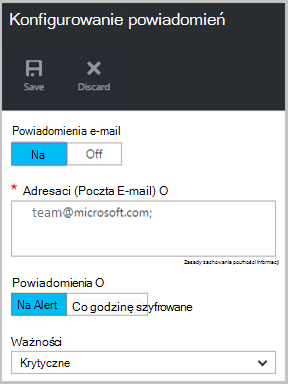 Konfigurowanie powiadomień
Save Discard
Powiadomienia e-mail
Na Off
* Adresaci (Poczta E-mail) O
team@microsoft.com;
Zasady zachowania poufności informacji
Powiadomienia O
Na Alert Co godzinę szyfrowane
Ważności
Krytyczne